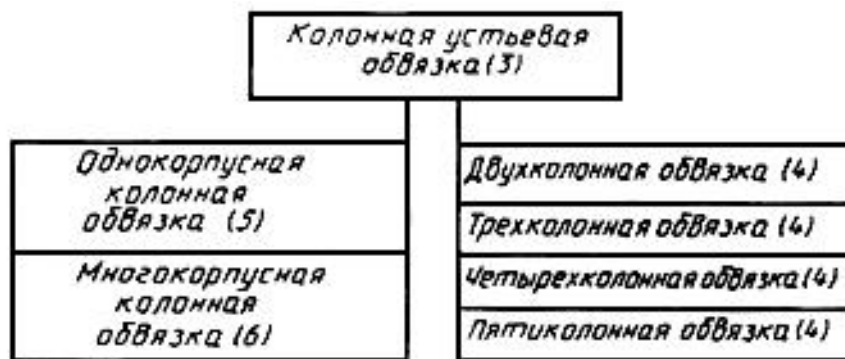 Колонная устьевая
обвязка (3)
Однокорпусная
колонная
обвязка (5)
Многокорпусная
колонная
обвязка (6)
Двухколонная обвязка (4)
Трехколонная обвязка (4)
Четырехколонная обвязка (4)
Пятиколонная обвязка (4)